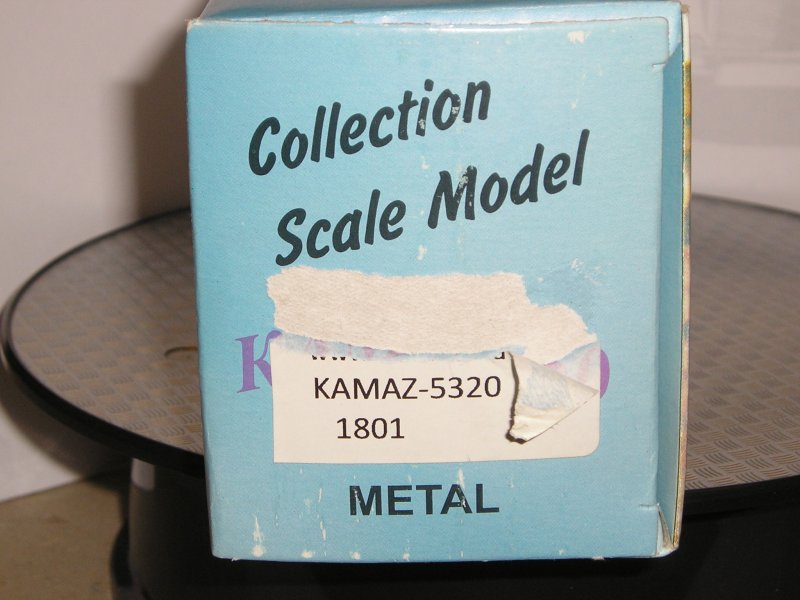 Collection
Scale Model
KAMAZ-5320
1801
METAL